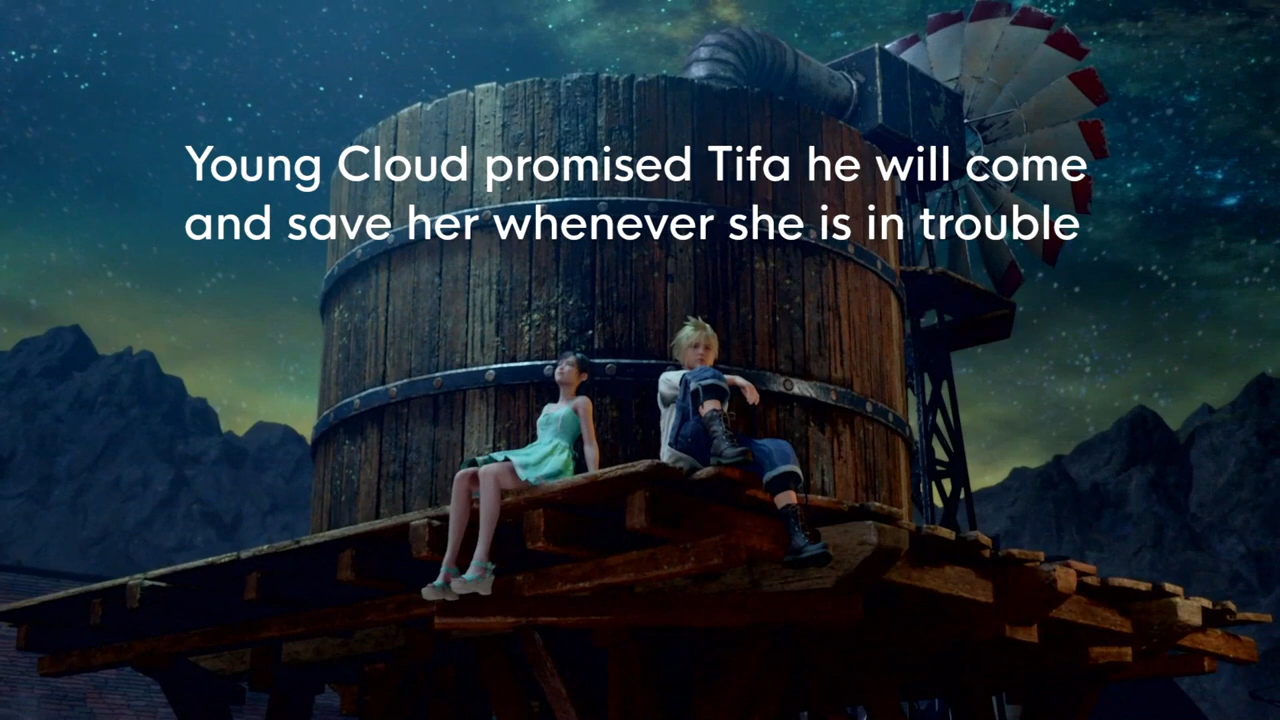 Young Cloud promised Tifa he will come
and save her whenever she is in trouble